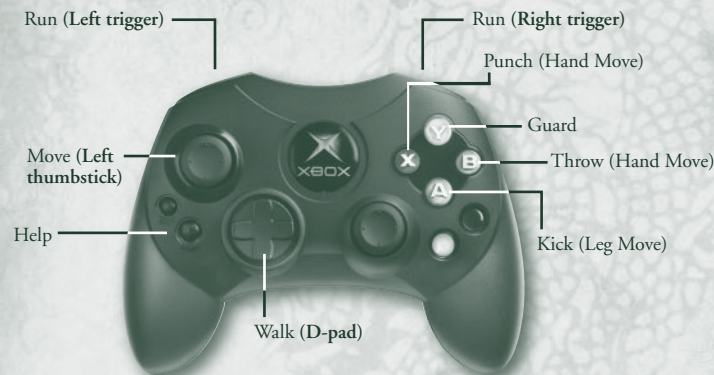 Run (Left trigger)
Run (Right trigger)
Punch (Hand Move)
Y
Guard
Move (Left
thumbstick)
X
B
Throw (Hand Move)
XBOX
A
Help
Kick (Leg Move)
Walk (D-pad)